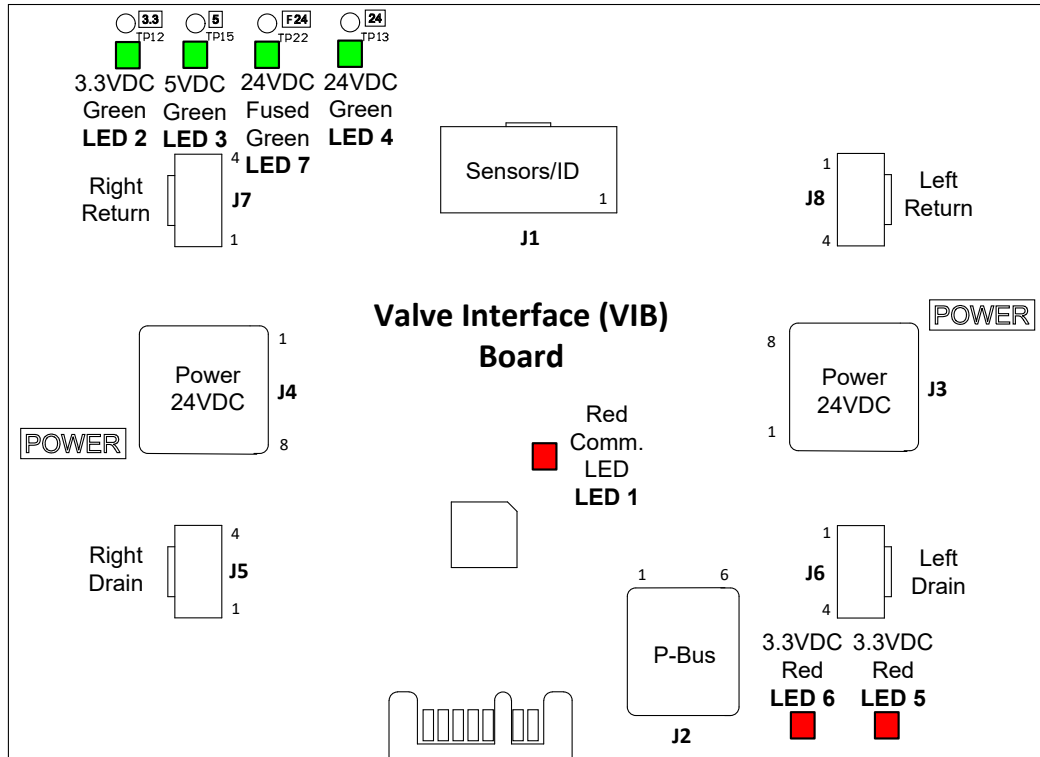 3.3 5 F24 24
TP12 TP15 TP22 TP13
3.3VDC
Green
LED 2
5VDC
Green
LED 3
24VDC
Fused
Green
LED 7
24VDC
Green
LED 4
Right
Return
4
J7
1
Sensors/ID
1
J1
1
J8
4
Left
Return
Valve Interface (VIB)
Board
POWER
1
Power
24VDC
J4
8
POWER
8
Power
24VDC
J3
1
Red
Comm.
LED
LED 1
Right
Drain
4
J5
1
1
J6
4
Left
Drain
1 6
P-Bus
J2
3.3VDC
Red
LED 6
3.3VDC
Red
LED 5